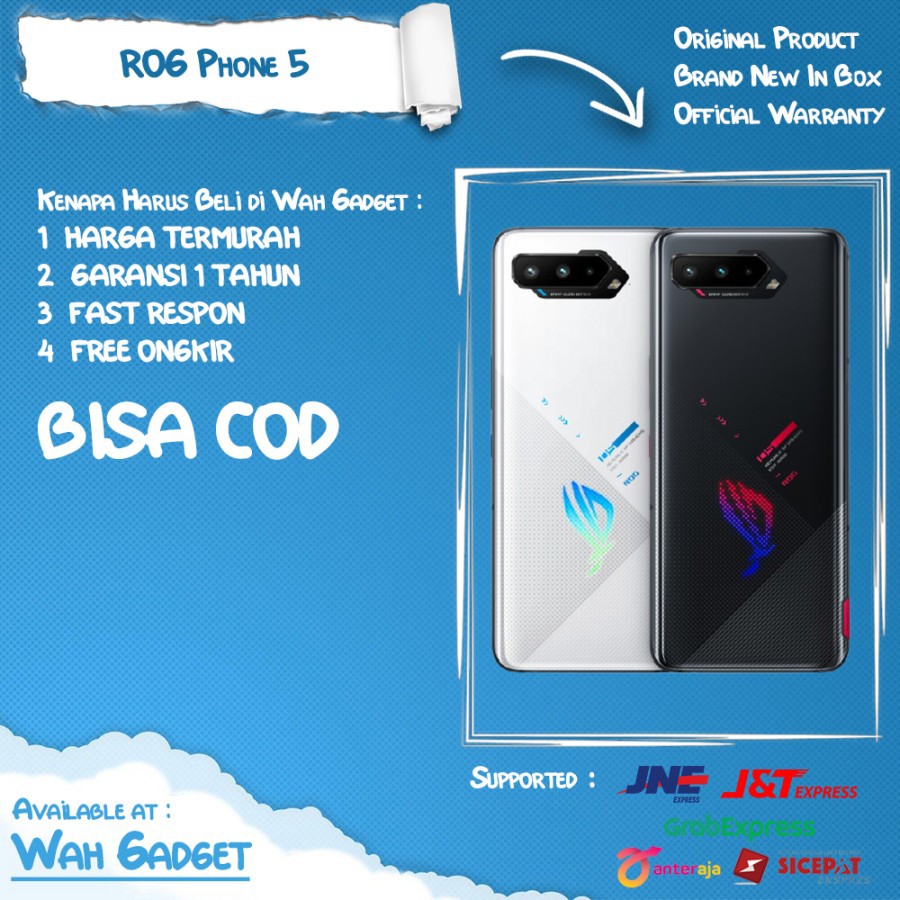 ROG Phone 5
Original Product
Brand New In Box
Official Warranty
Kenapa Harus Beli di Wah Gadget :
1 HARGA TERMURAH
2 GARANSI 1 TAHUN
3 FAST RESPON
4 FREE ONGKIR
BISA COD
Supported :
JNE EXPRESS
J&T EXPRESS
GrabExpress
anteraja
SICEPAT EKSPRES
Available at :
Wah Gadget